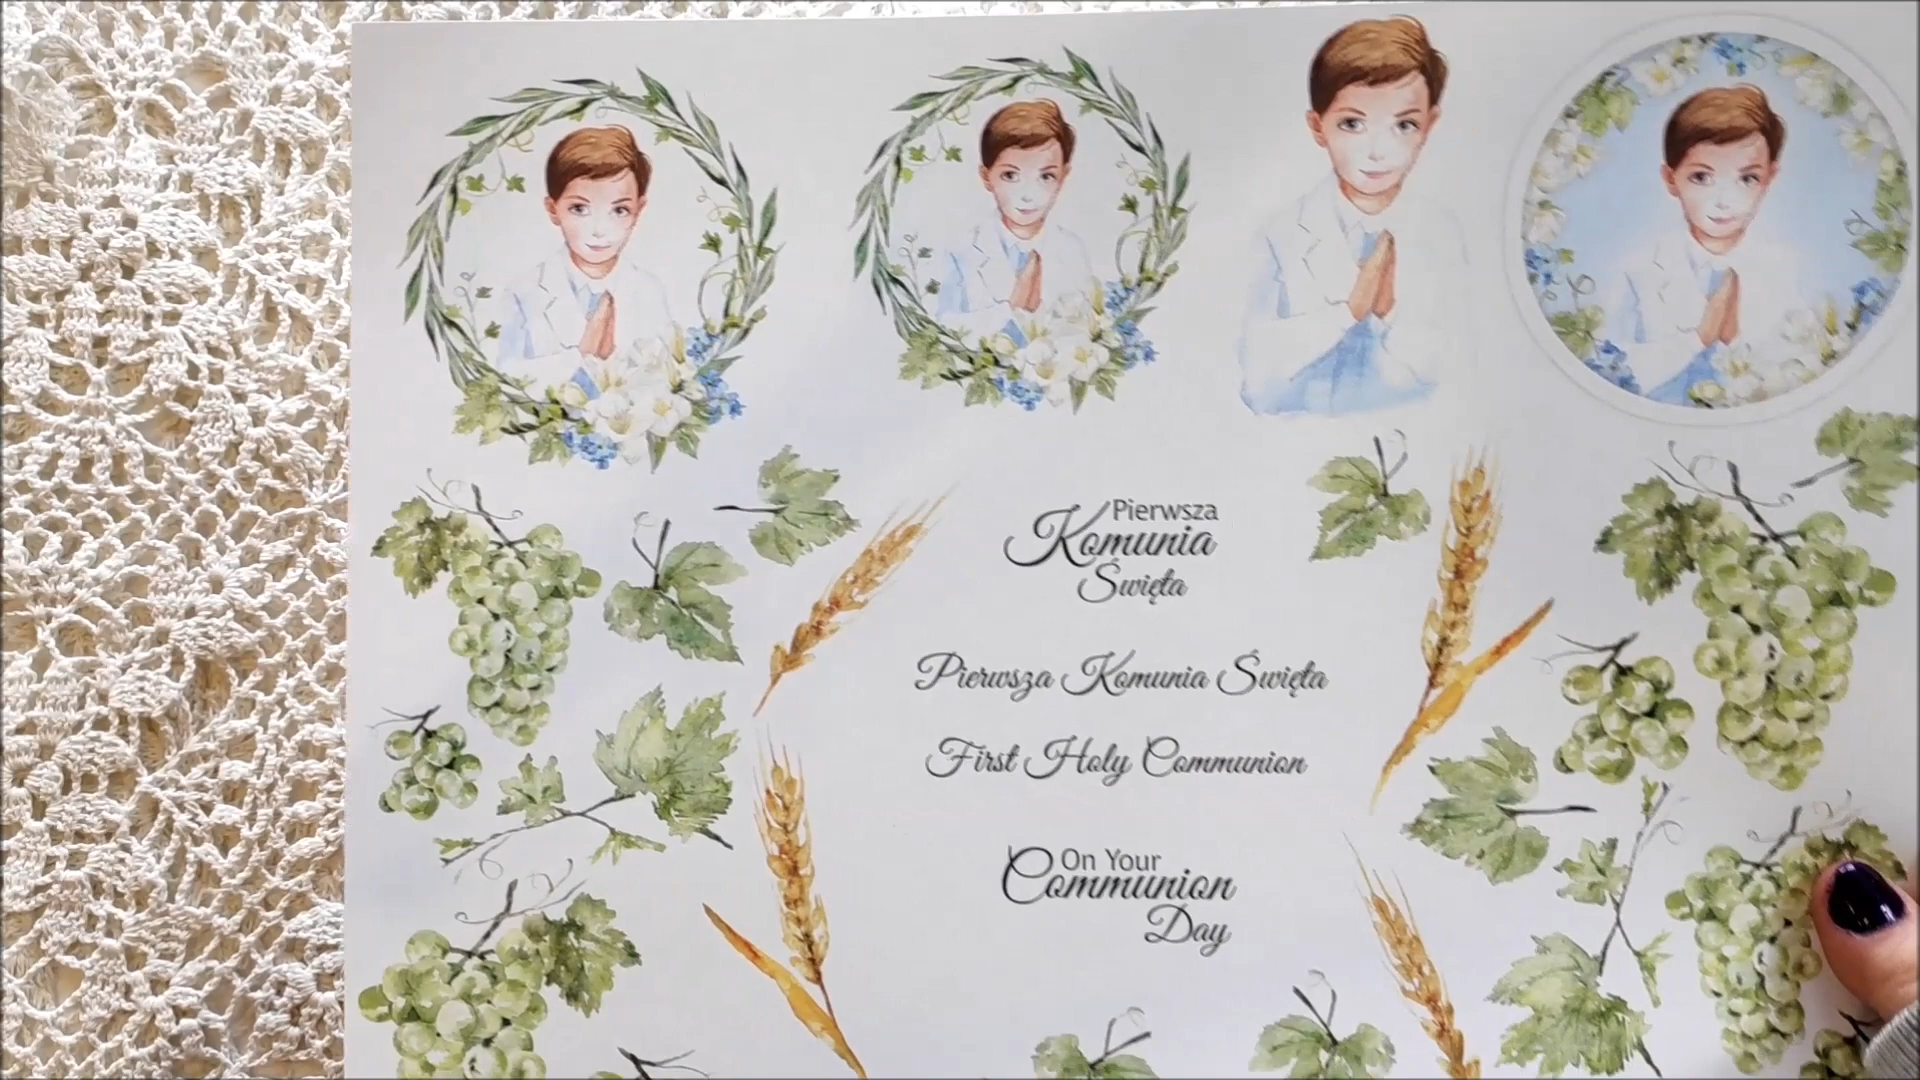 Pierwsza
Komunia
Święta
Pierwsza Komunia Święta
First Holy Communion
On Your
Communion
Day